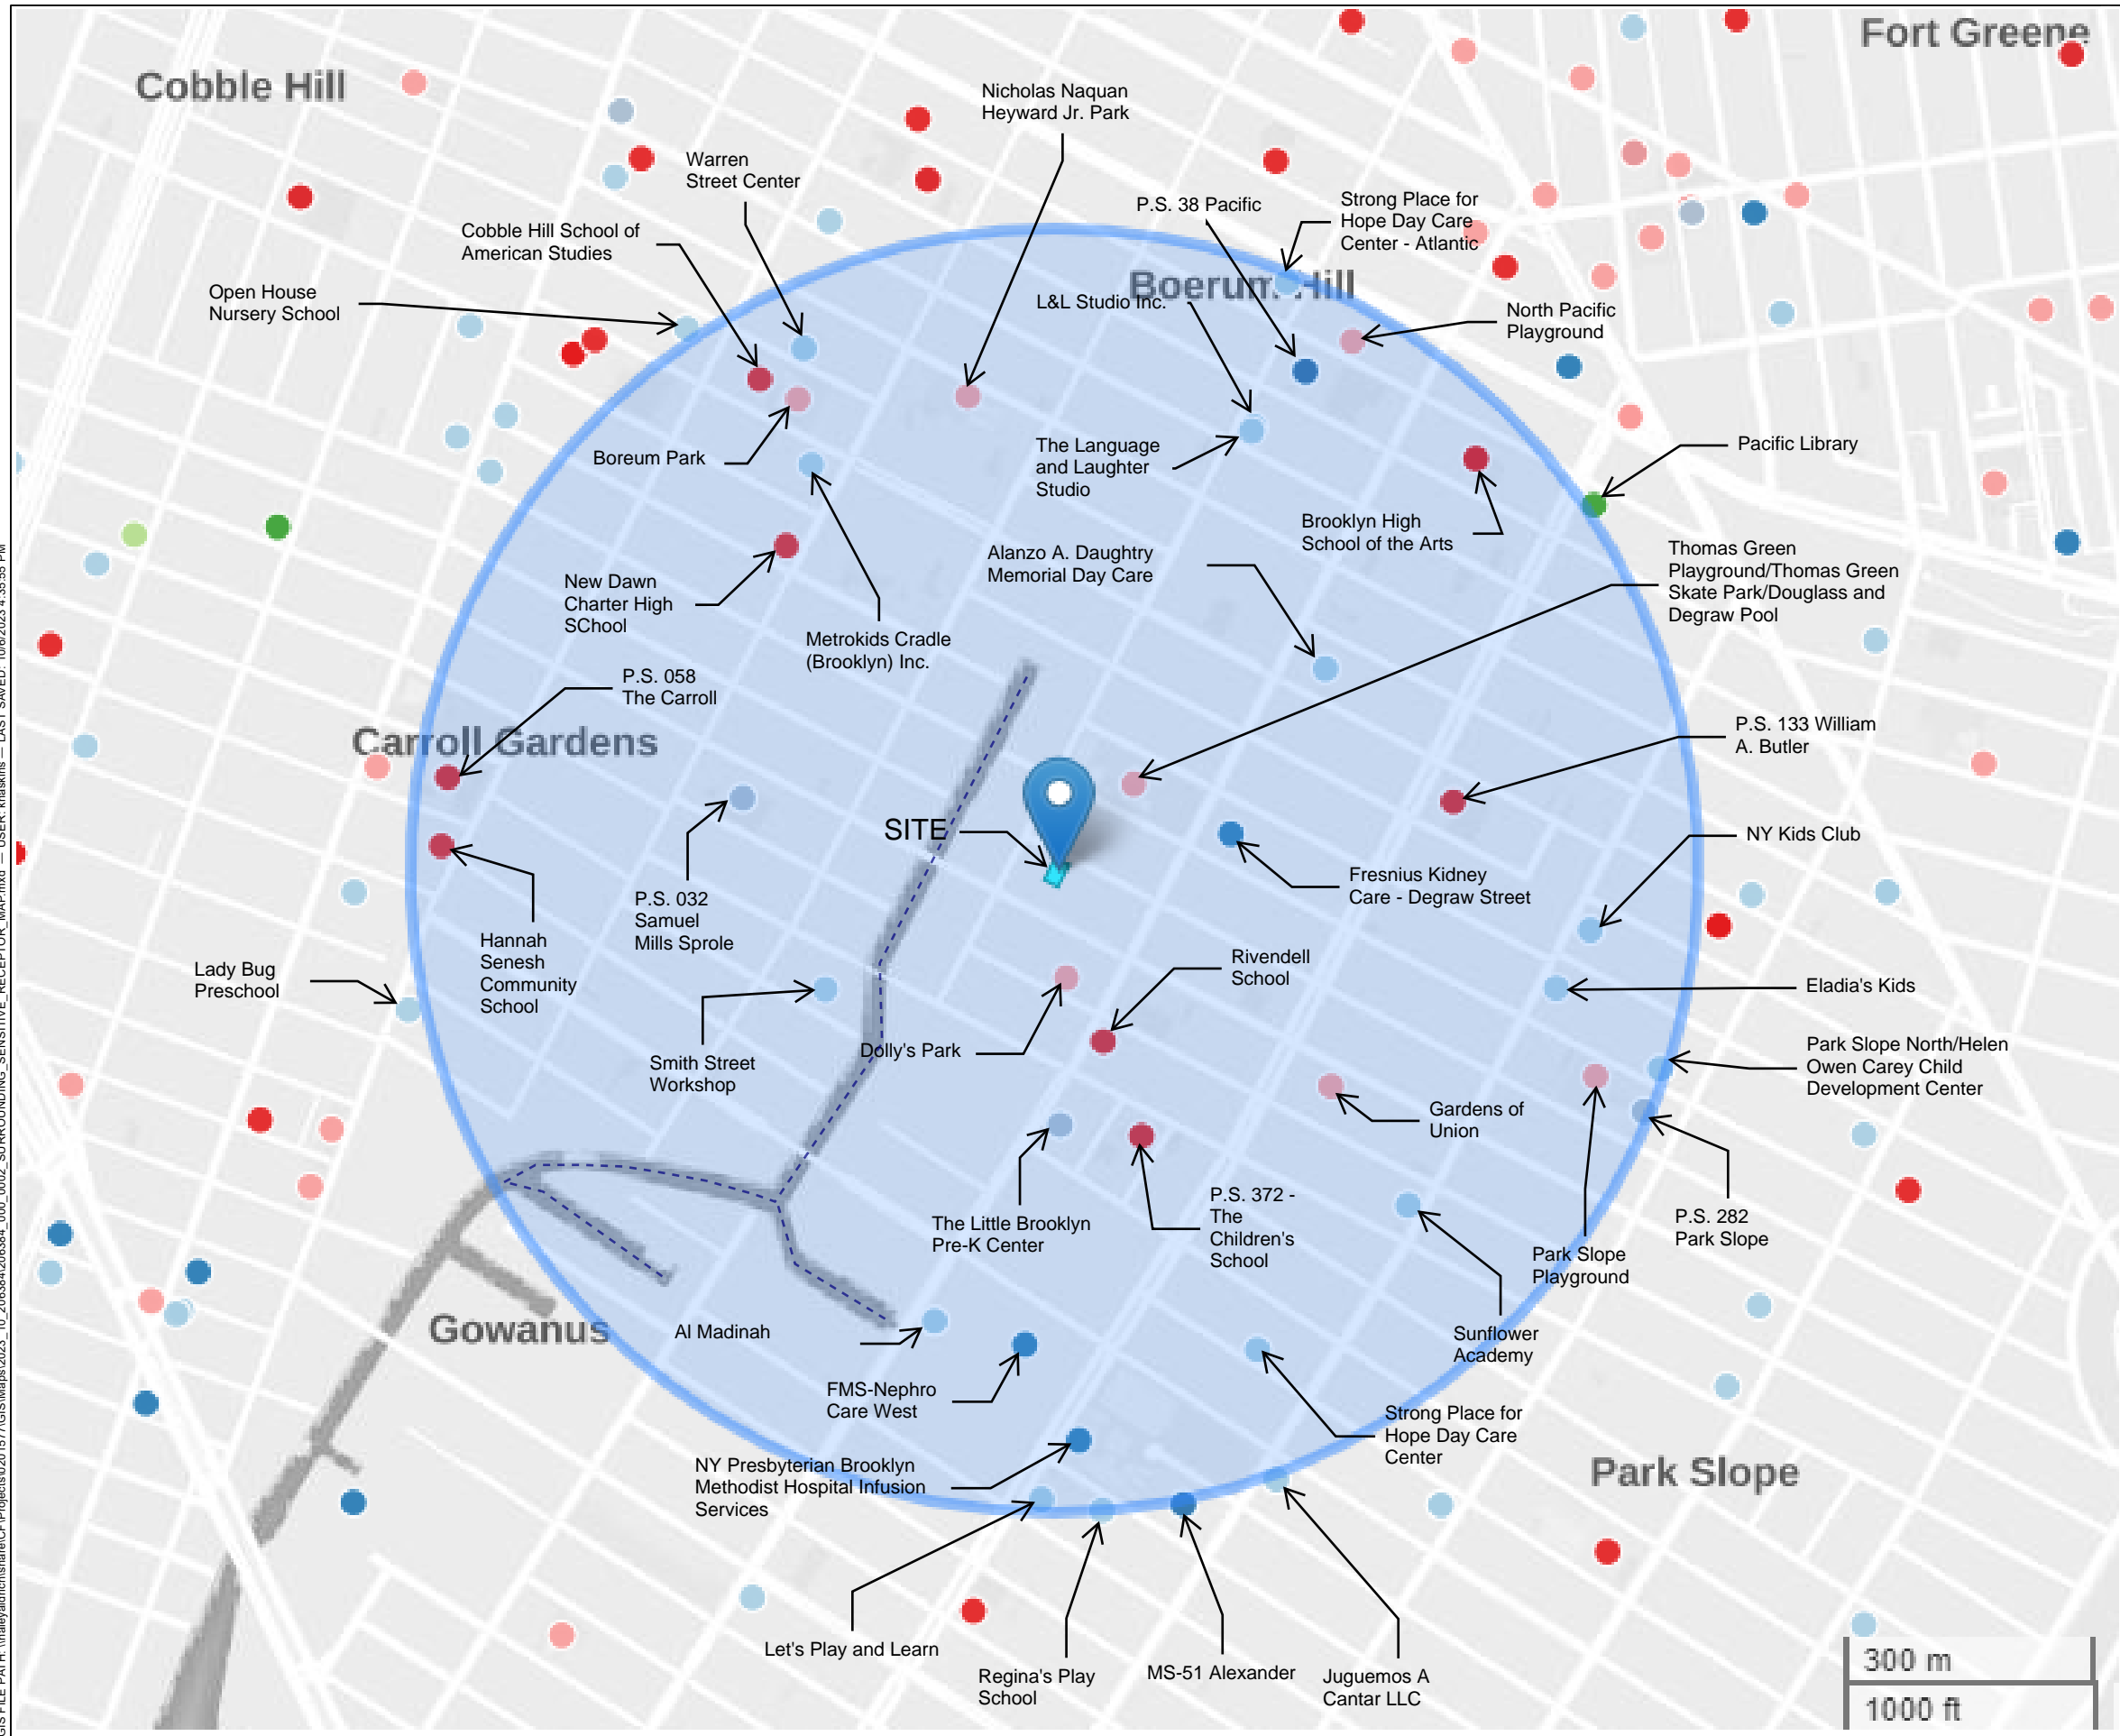 Fort Greene
Cobble Hill
Nicholas Naquan
Heyward Jr. Park
Warren
Street Center
P.S. 38 Pacific
Strong Place for
Hope Day Care
Center - Atlantic
Cobble Hill School of
American Studies
Boerum Hill
Open House
Nursery School
L&L Studio Inc.
North Pacific
Playground
Boreum Park
The Language
and Laughter
Studio
Pacific Library
Brooklyn High
School of the Arts
Alanzo A. Daughtry
Memorial Day Care
Thomas Green
Playground/Thomas Green
Skate Park/Douglass and
Degraw Pool
New Dawn
Charter High
SChool
Metrokids Cradle
(Brooklyn) Inc.
P.S. 058
The Carroll
Carroll Gardens
P.S. 133 William
A. Butler
SITE
NY Kids Club
Fresnius Kidney
Care - Degraw Street
P.S. 032
Samuel
Mills Sprole
Hannah
Senesh
Community
School
Lady Bug
Preschool
Rivendell
School
Eladia's Kids
Dolly's Park
Smith Street
Workshop
Park Slope North/Helen
Owen Carey Child
Development Center
Gardens of
Union
The Little Brooklyn
Pre-K Center
P.S. 372 -
The
Children's
School
P.S. 282
Park Slope
Park Slope
Playground
Gowanus
Al Madinah
Sunflower
Academy
FMS-Nephro
Care West
Strong Place for
Hope Day Care
Center
NY Presbyterian Brooklyn
Methodist Hospital Infusion
Services
Park Slope
Let's Play and Learn
Regina's Play
School
MS-51 Alexander
Juguemos A
Cantar LLC
300 m
1000 ft